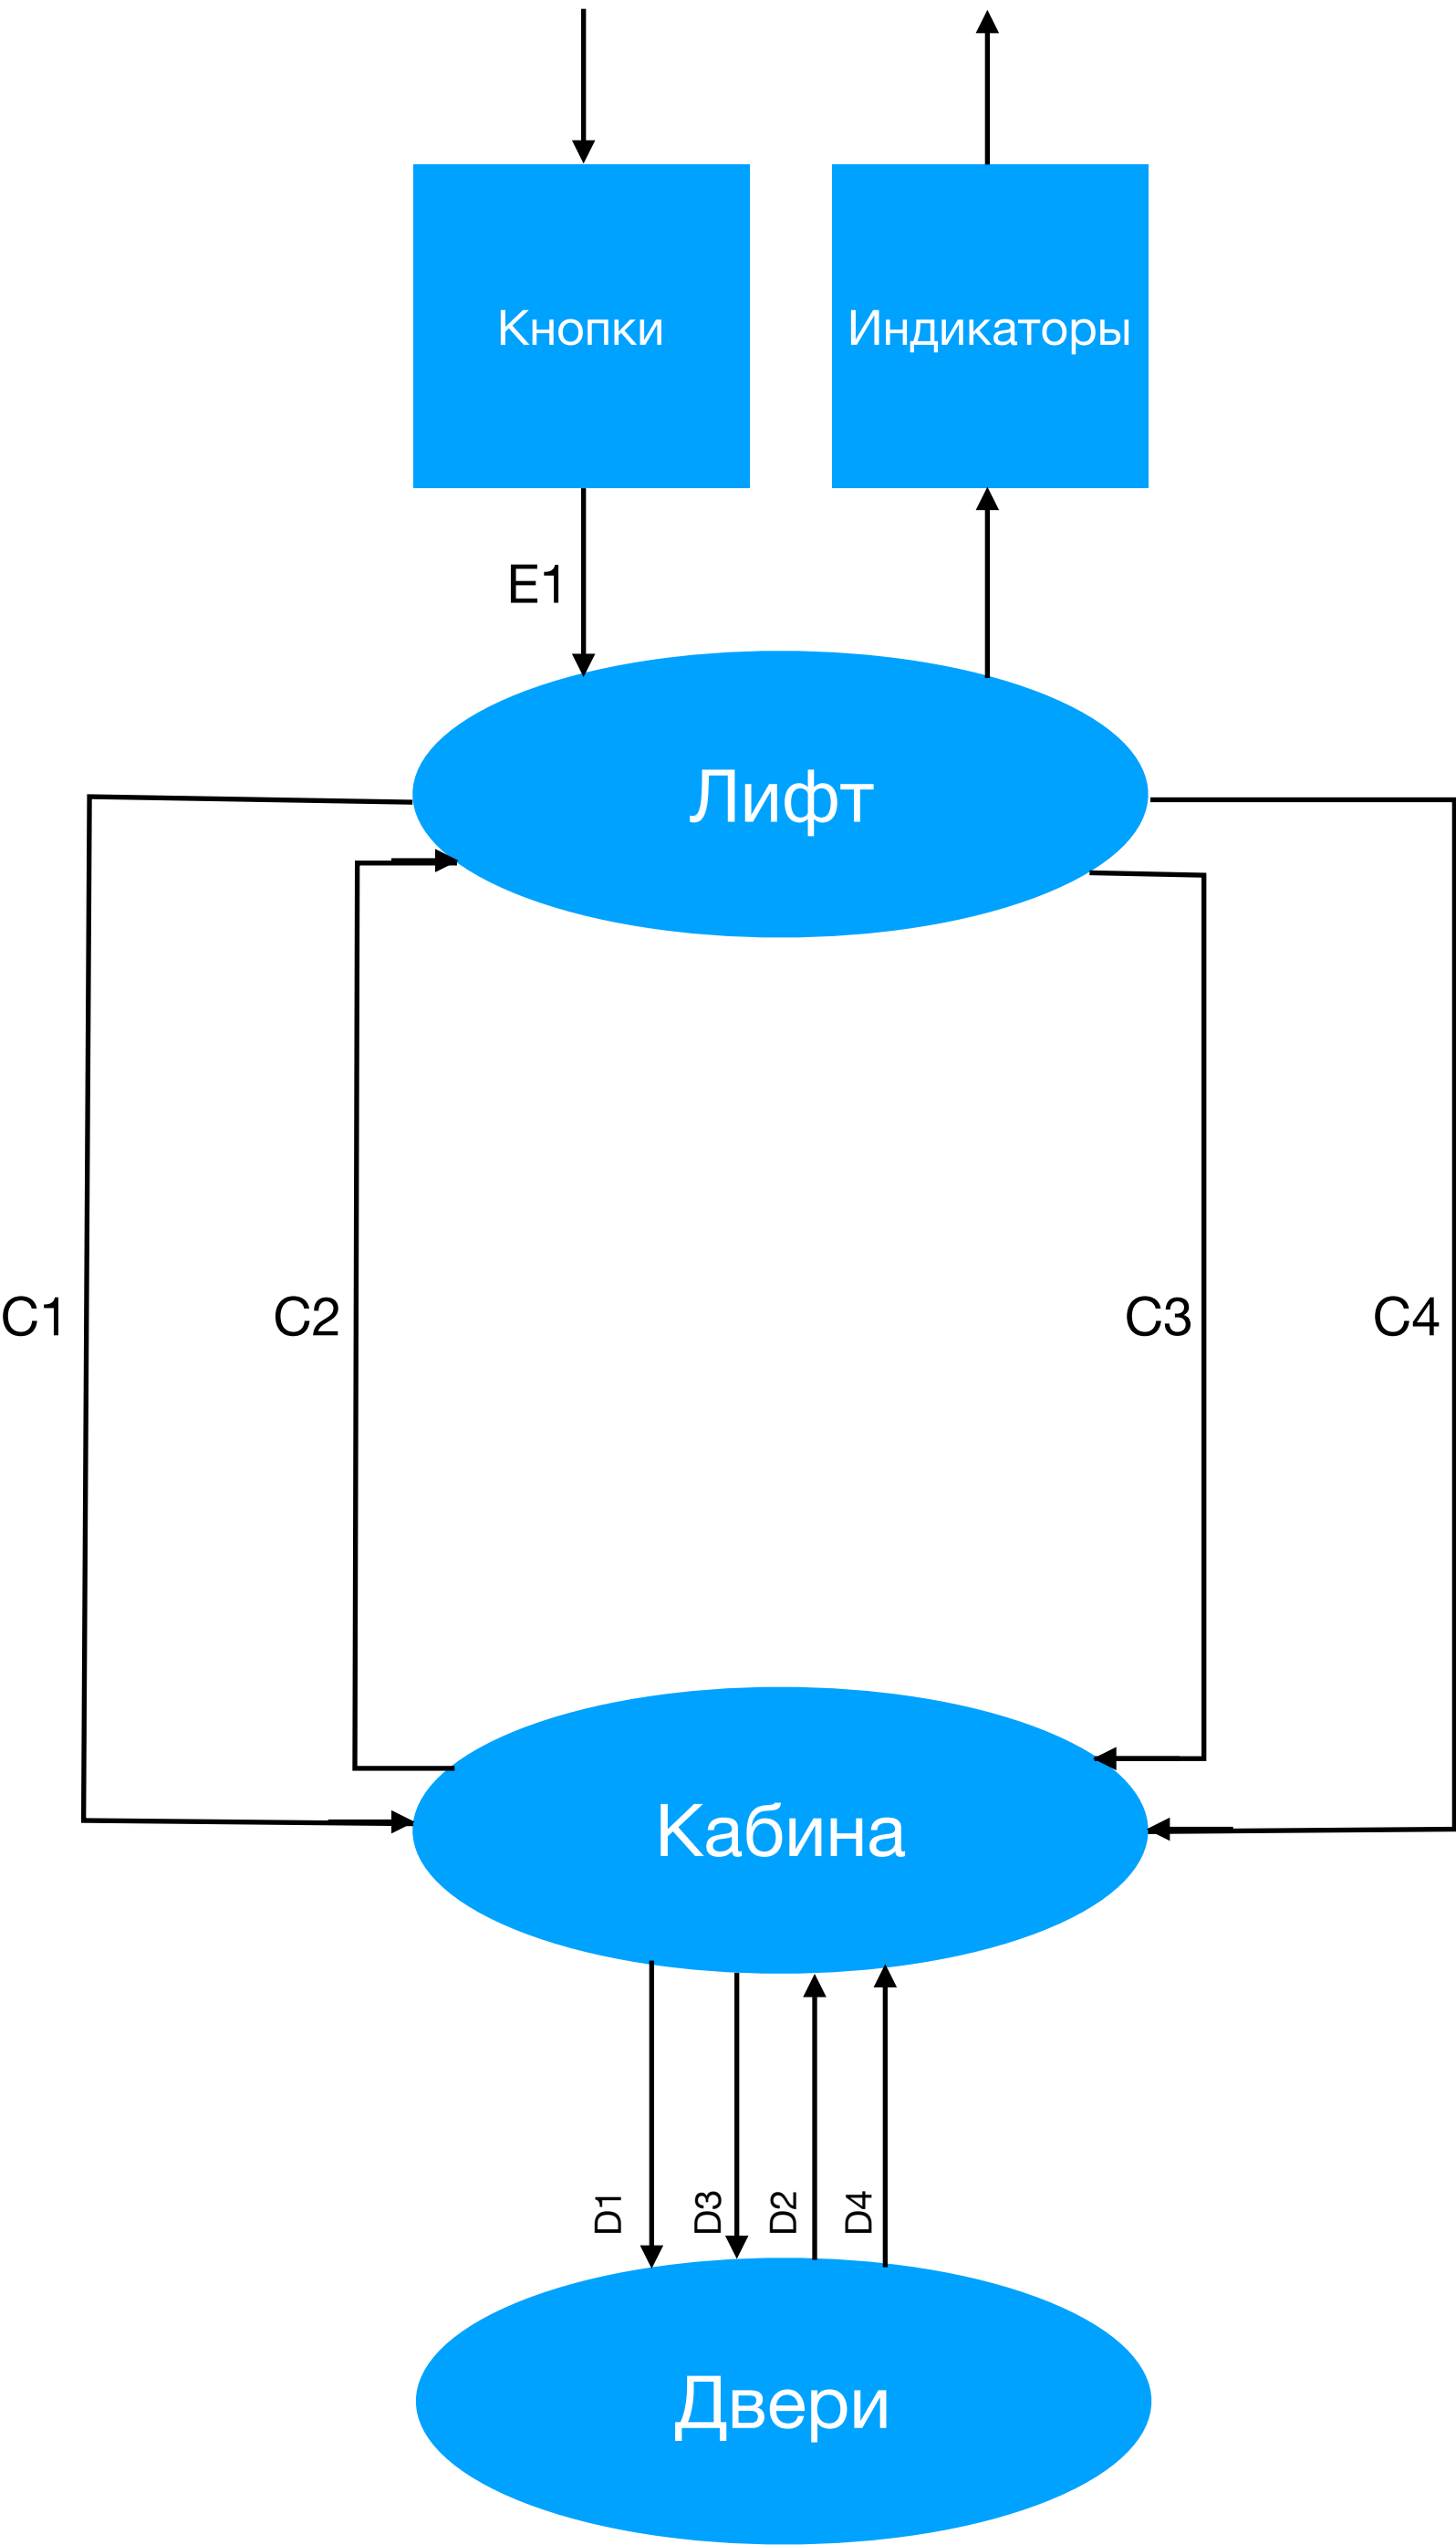 Кнопки
Индикаторы
E1
Лифт
C1
C2
C3
C4
Кабина
D1
D3
D2
D4
Двери